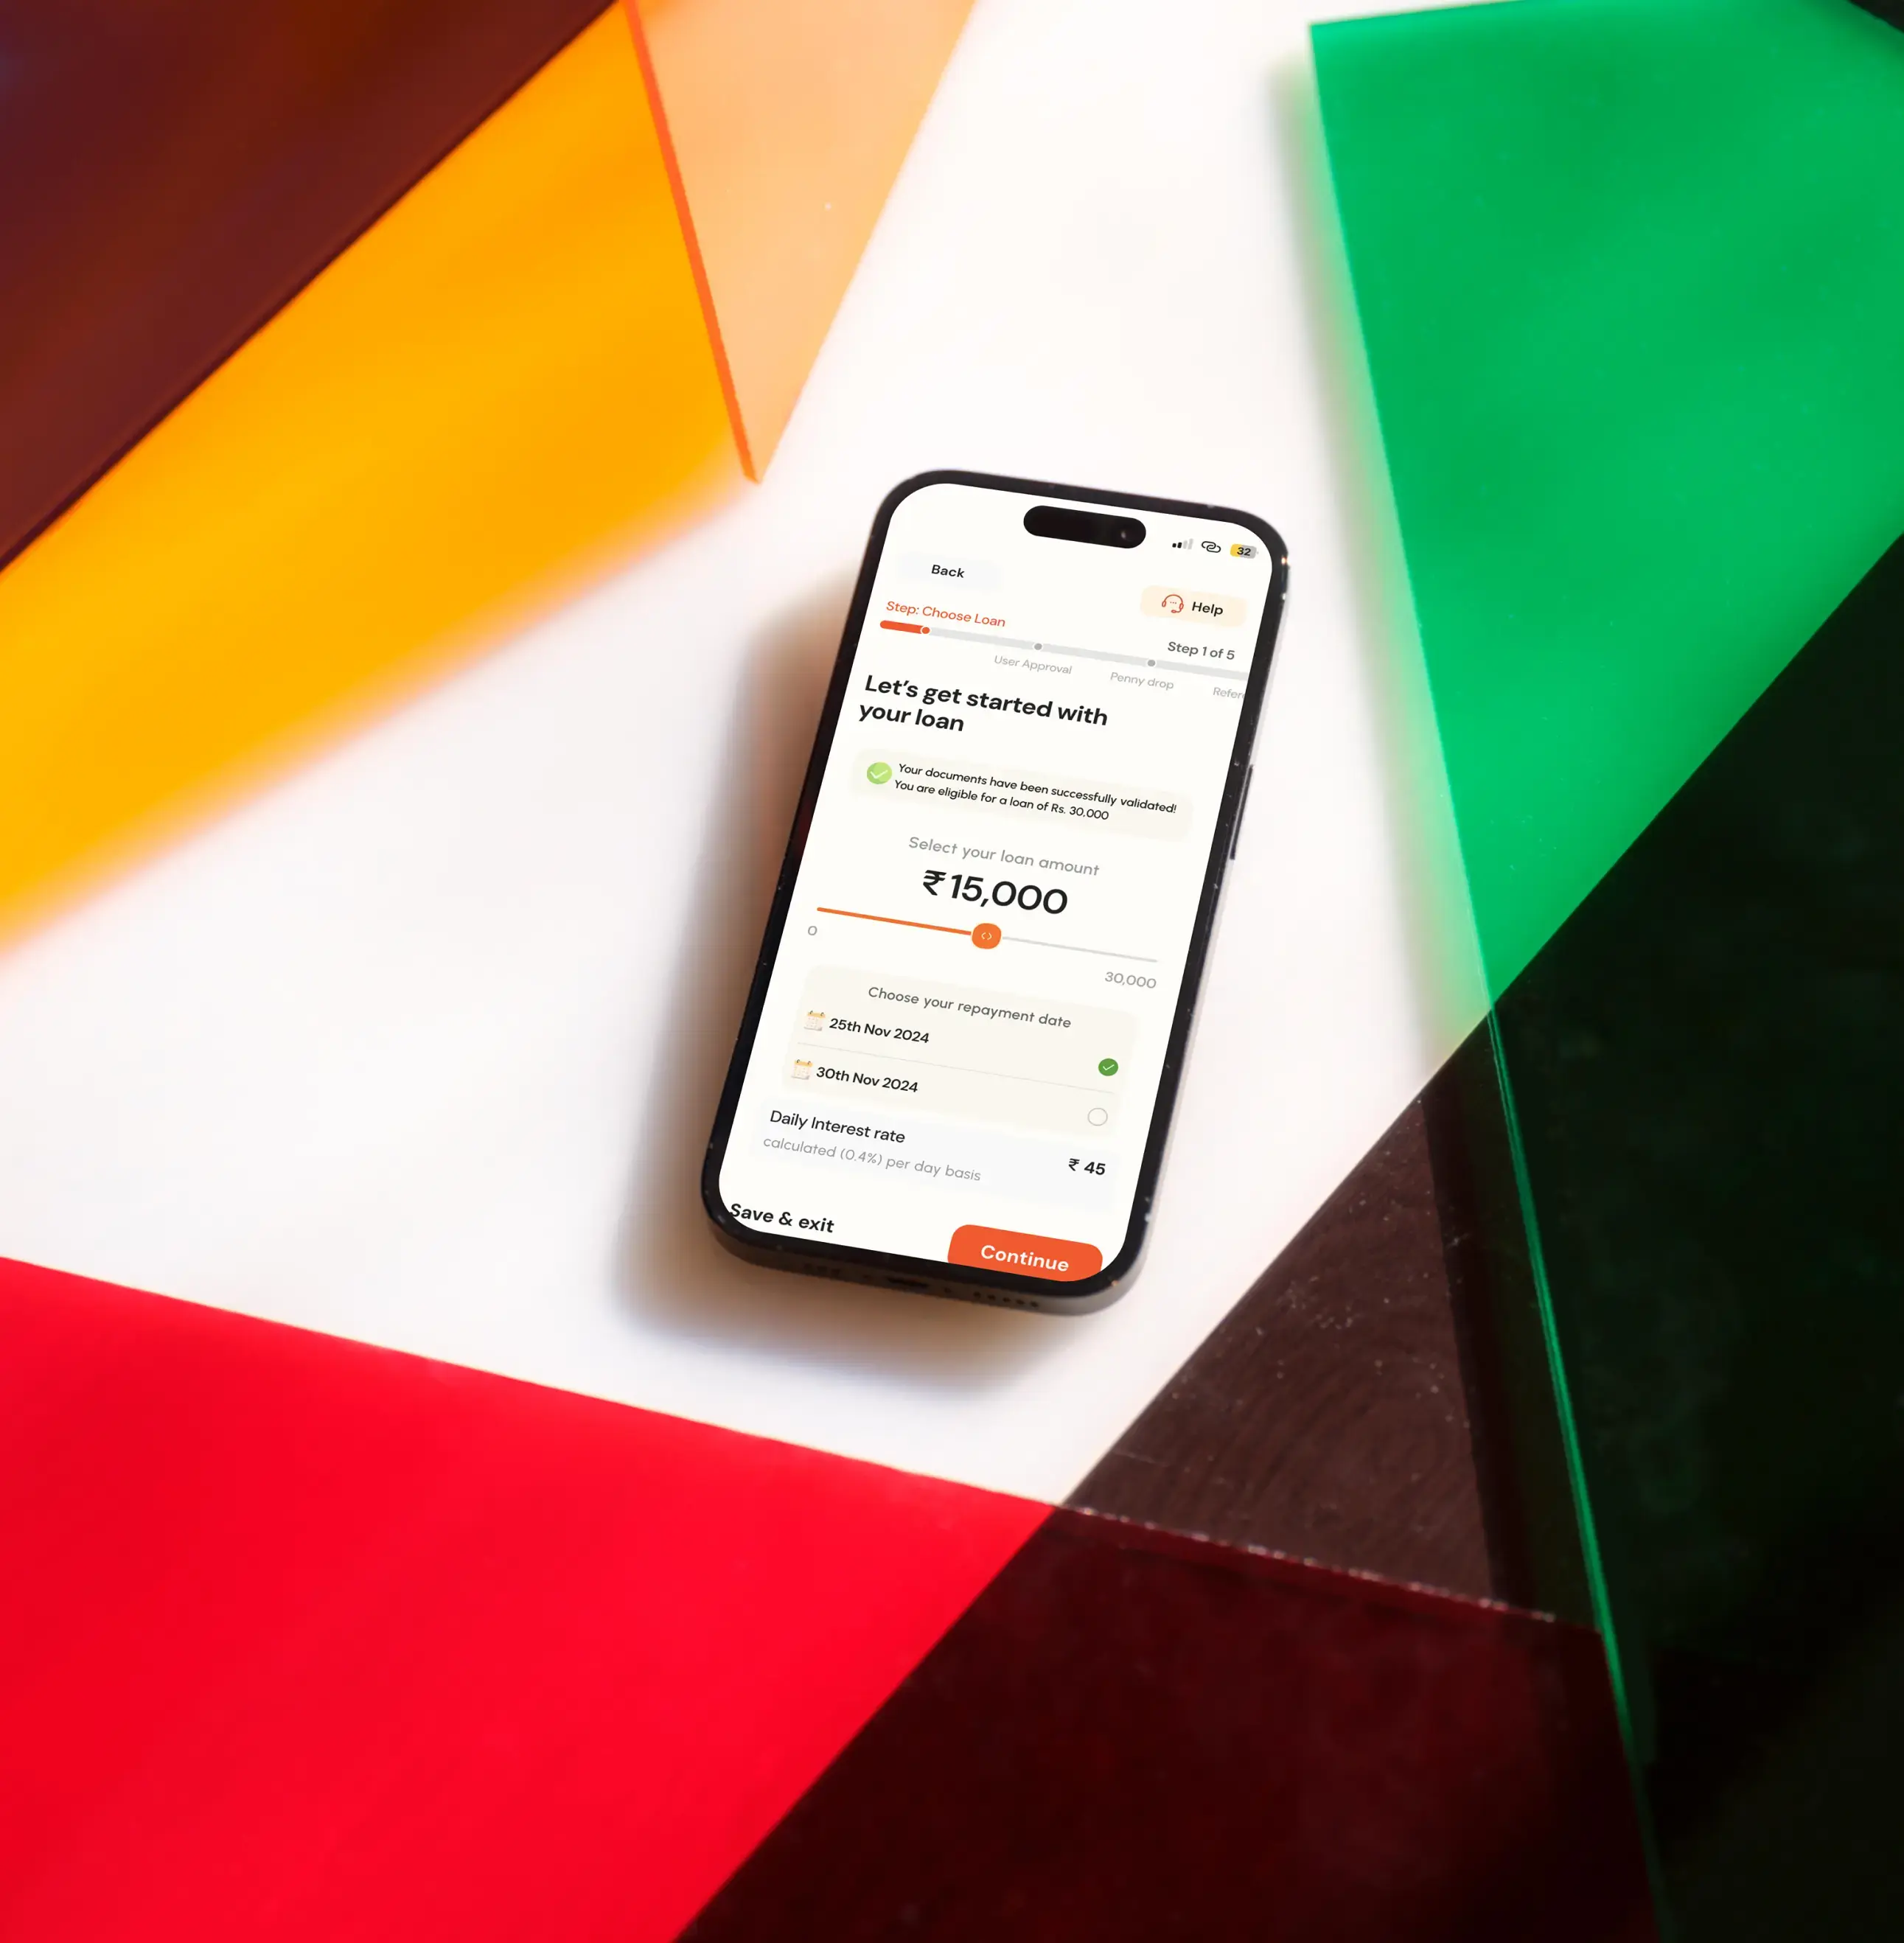 32
Back
Help
Step: Choose Loan
Step 1 of 5
User Approval
Penny drop
Let's get started with
your loan
Your documents have been successfully validated!
You are eligible for a loan of Rs. 30,000
Select your loan amount
₹15,000
0
30,000
Choose your repayment date
25th Nov 2024
30th Nov 2024
Daily Interest rate
calculated (0.4%) per day basis
₹ 45
Save & exit
Continue